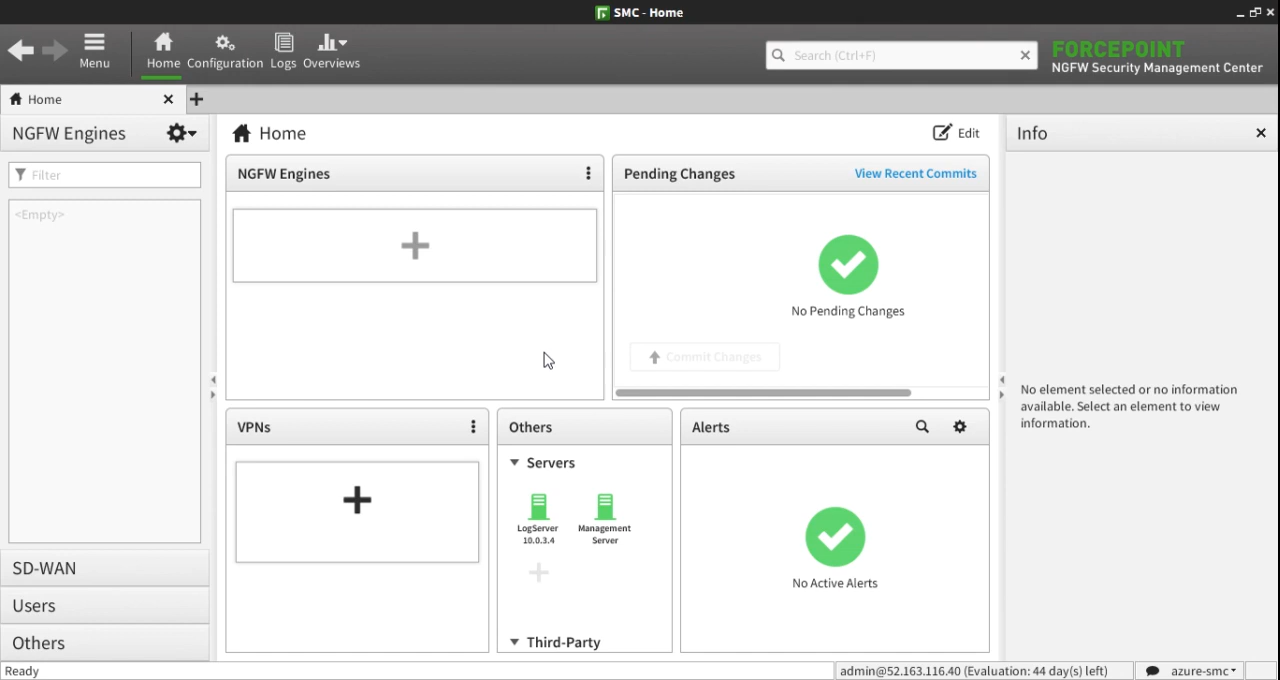 SMC - Home
Menu
Home
Configuration
Logs
Overviews
Search (Ctrl+F)
FORCEPOINT
NGFW Security Management Center
Home
NGFW Engines
Filter
<Empty>
SD-WAN
Users
Others
Home
Edit
NGFW Engines
Pending Changes
View Recent Commits
No Pending Changes
Commit Changes
VPNs
Others
Servers
LogServer
10.0.3.4
Management
Server
Third-Party
Alerts
No Active Alerts
Info
No element selected or no information
available. Select an element to view
information.
Ready
admin@52.163.116.40 (Evaluation: 44 day(s) left)
azure-smc